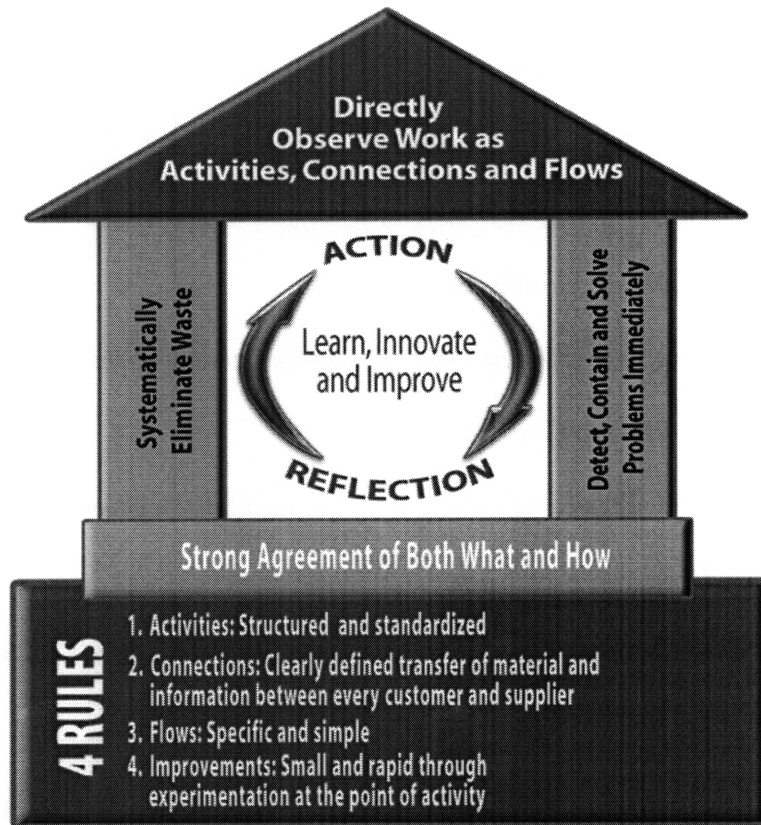 Directly
Observe Work as
Activities, Connections and Flows
Systematically
Eliminate Waste
ACTION
Learn, Innovate
and Improve
REFLECTION
Detect, Contain and Solve
Problems Immediately
Strong Agreement of Both What and How
4 RULES
1. Activities: Structured and standardized
2. Connections: Clearly defined transfer of material and
information between every customer and supplier
3. Flows: Specific and simple
4. Improvements: Small and rapid through
experimentation at the point of activity